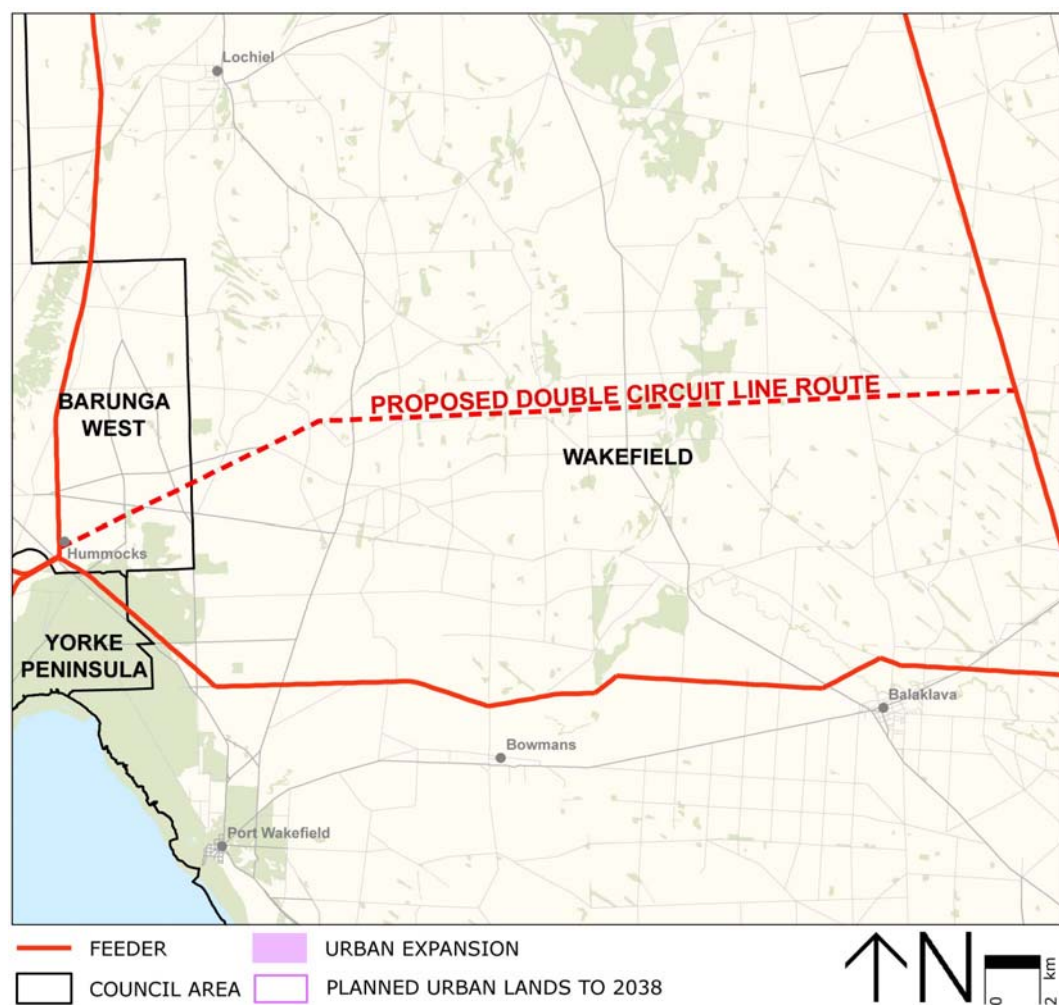 Lochiel
PROPOSED DOUBLE CIRCUIT LINE ROUTE
BARUNGA
WEST
WAKEFIELD
Hummocks
YORKE
PENINSULA
Balaklava
Bowmans
Port Wakefield
FEEDER
URBAN EXPANSION
COUNCIL AREA
PLANNED URBAN LANDS TO 2038
N
0
2
km